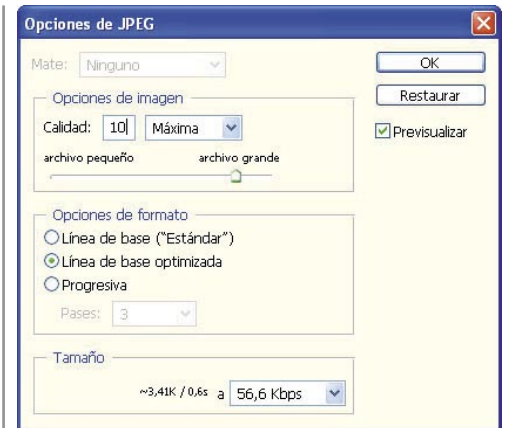 Opciones de JPEG
Mate: Ninguno
OK
Opciones de imagen
Restaurar
Calidad: 10 Máxima
Previsualizar
archivo pequeño archivo grande
Opciones de formato
Línea de base ("Estándar")
Línea de base optimizada
Progresiva
Pases: 3
Tamaño
~3,41K / 0,6s a 56,6 Kbps